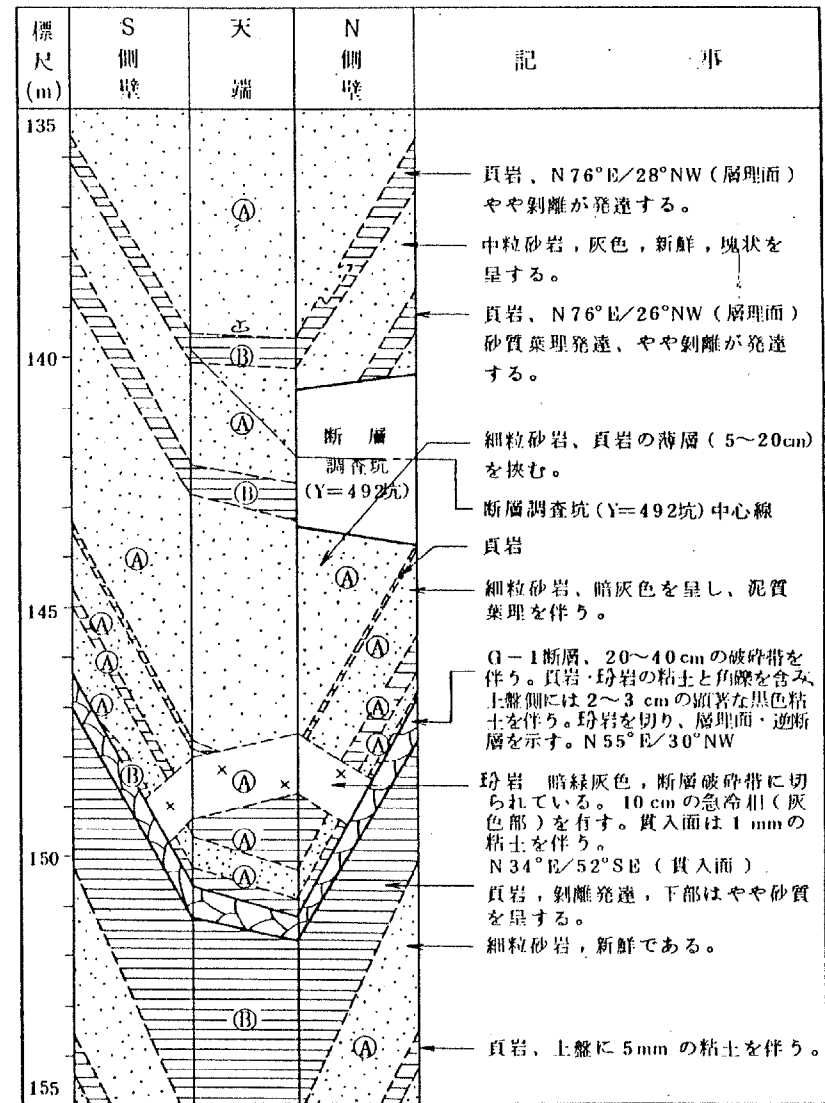 標尺(m)
S側壁
天端
N側壁
記事
135
140
145
150
155
頁岩、N76°E/28°NW(層理面)
やや剝離が発達する。
中粒砂岩,灰色,新鮮,塊状を
呈する。
頁岩、N76°E/26°NW(層理面)
砂質葉理発達、やや剝離が発達
する。
細粒砂岩、頁岩の薄層(5~20cm)
を挾む。
断層調査坑(Y=492坑)中心線
頁岩
細粒砂岩、暗灰色を呈し、泥質
葉理を伴う。
G-1断層、20~40cmの破砕帯を
伴う。頁岩・玢岩の粘土と角礫を含み、
上盤側には2~3cmの顕著な黒色粘
土を伴う。玢岩を切り、層理面・逆断
層を示す。N55°E/30°NW
玢岩 暗緑灰色,断層破砕帯に切
られている。10cmの急冷相(灰
色部)を有す。貫入面は1mmの
粘土を伴う。
N34°E/52°SE(貫入面)
頁岩,剝離発達,下部はやや砂質
を呈する。
細粒砂岩,新鮮である。
頁岩、上盤に5mmの粘土を伴う。
Ⓐ
Ⓑ
Ⓐ
断層
調査坑
(Y=492坑)
Ⓑ
Ⓐ
Ⓐ
Ⓐ
Ⓐ
Ⓐ
Ⓐ
Ⓐ
Ⓐ
Ⓑ
Ⓐ
Ⓐ
Ⓐ
Ⓑ
Ⓐ